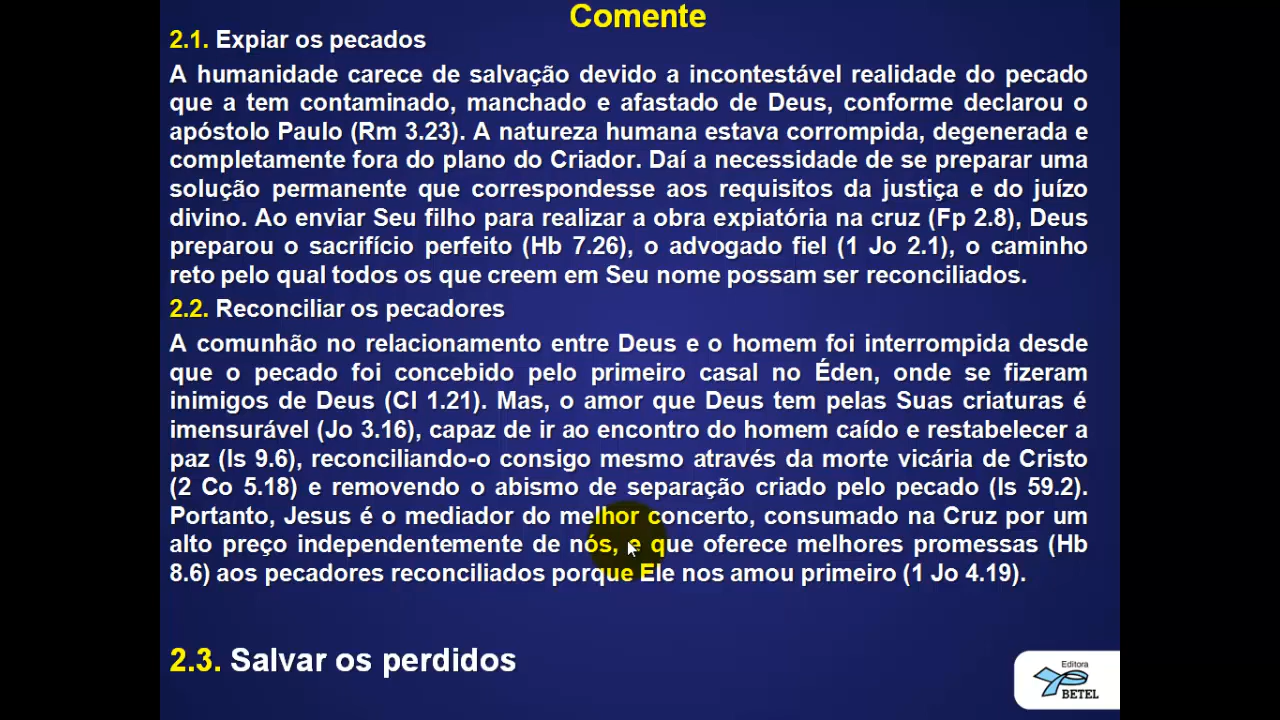 Comente
2.1. Expiar os pecados
A humanidade carece de salvação devido a incontestável realidade do pecado
que a tem contaminado, manchado e afastado de Deus, conforme declarou o
apóstolo Paulo (Rm 3.23). A natureza humana estava corrompida, degenerada e
completamente fora do plano do Criador. Daí a necessidade de se preparar uma
solução permanente que correspondesse aos requisitos da justiça e do juízo
divino. Ao enviar Seu filho para realizar a obra expiatória na cruz (Fp 2.8), Deus
preparou o sacrifício perfeito (Hb 7.26), o advogado fiel (1 Jo 2.1), o caminho
reto pelo qual todos os que creem em Seu nome possam ser reconciliados.
2.2. Reconciliar os pecadores
A comunhão no relacionamento entre Deus e o homem foi interrompida desde
que o pecado foi concebido pelo primeiro casal no Éden, onde se fizeram
inimigos de Deus (Cl 1.21). Mas, o amor que Deus tem pelas Suas criaturas é
imensurável (Jo 3.16), capaz de ir ao encontro do homem caído e restabelecer a
paz (Is 9.6), reconciliando-o consigo mesmo através da morte vicária de Cristo
(2 Co 5.18) e removendo o abismo de separação criado pelo pecado (Is 59.2).
Portanto, Jesus é o mediador do melhor concerto, consumado na Cruz por um
alto preço independentemente de nós, e que oferece melhores promessas (Hb
8.6) aos pecadores reconciliados porque Ele nos amou primeiro (1 Jo 4.19).
2.3. Salvar os perdidos
Editora
BETEL